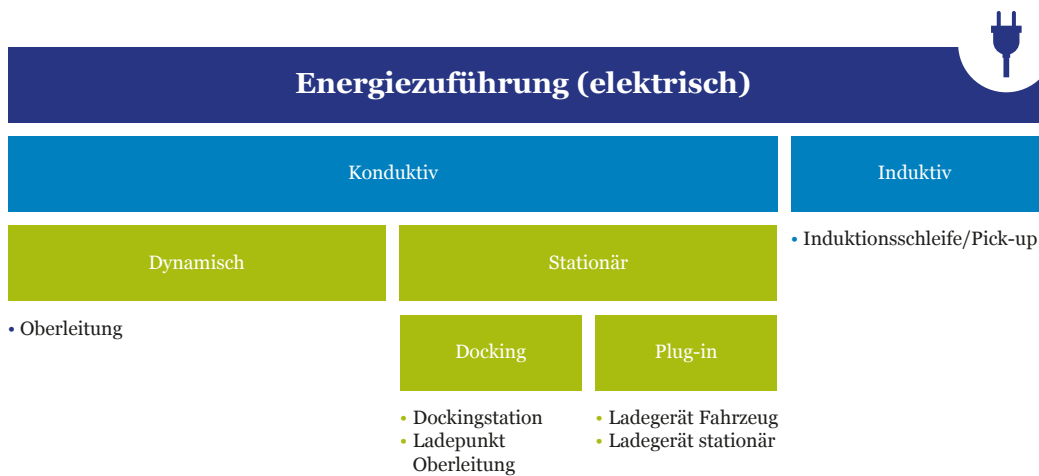 Energiezuführung (elektrisch)
Konduktiv
Induktiv
• Induktionsschleife/Pick-up
Dynamisch
Stationär
• Oberleitung
Docking
Plug-in
• Dockingstation
• Ladepunkt
Oberleitung
• Ladegerät Fahrzeug
• Ladegerät stationär